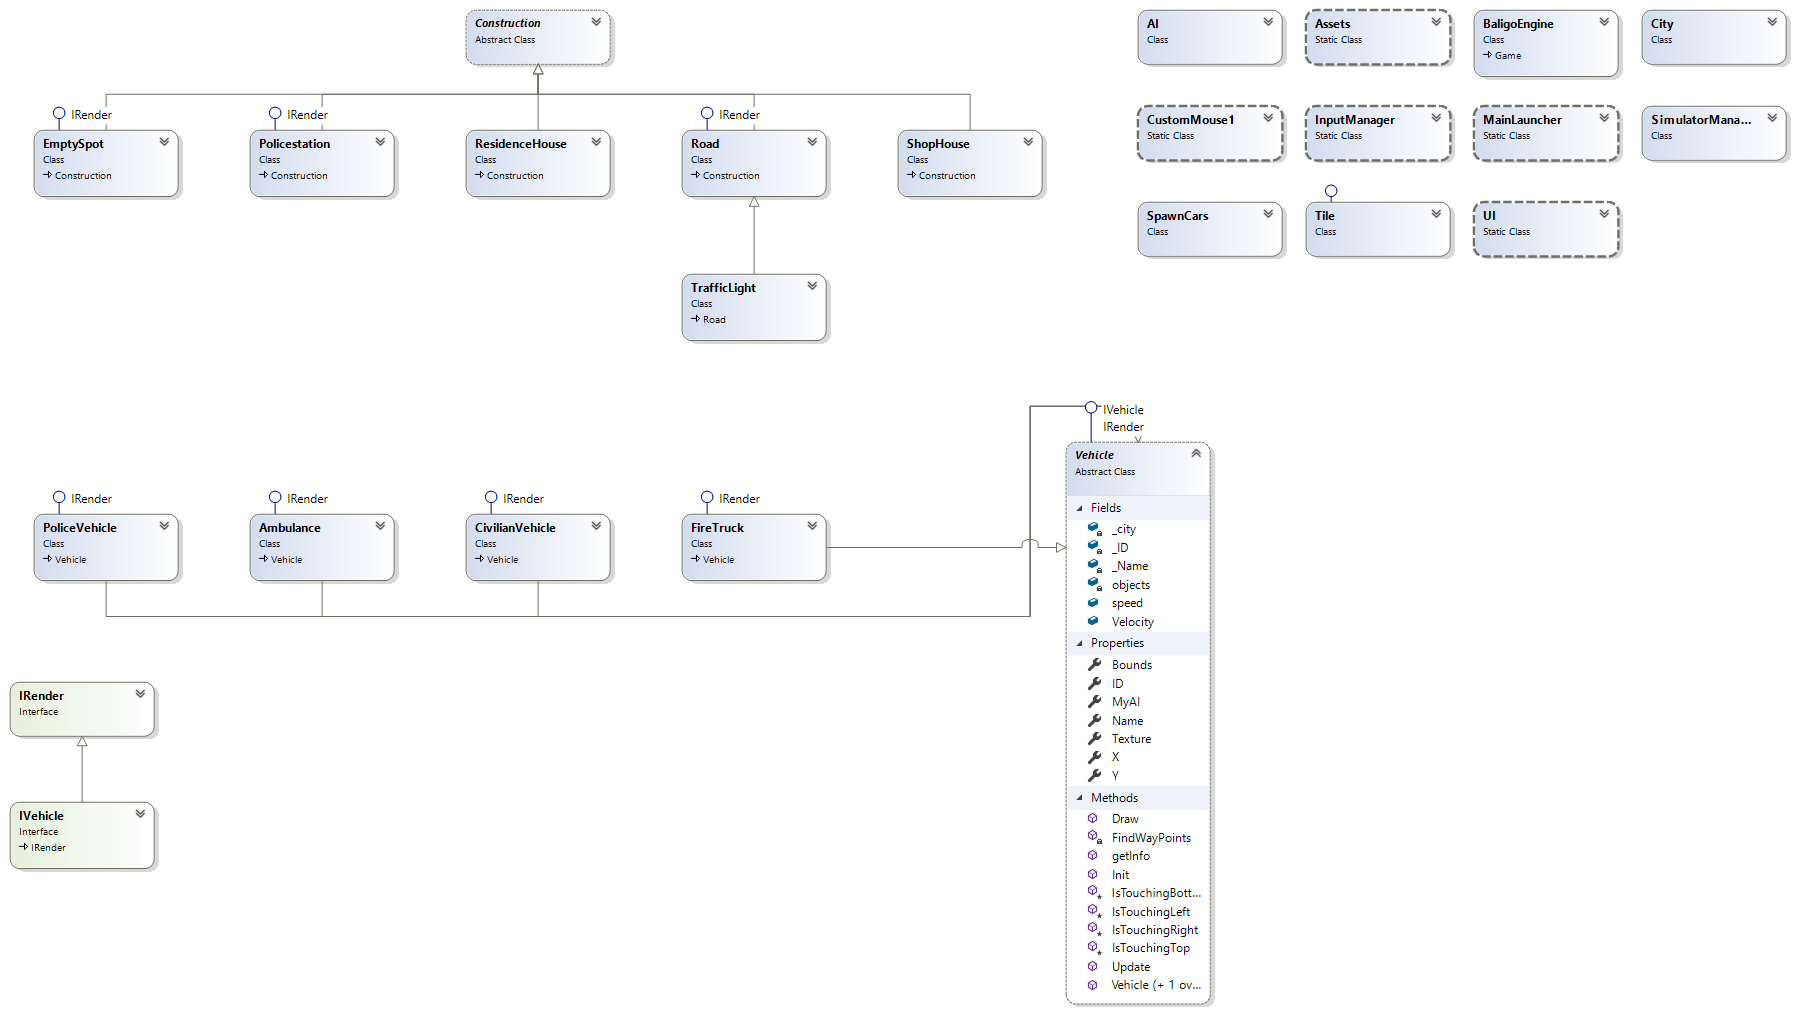 Construction
Abstract Class
IRender
EmptySpot
Class
Construction
IRender
Policestation
Class
Construction
ResidenceHouse
Class
Construction
IRender
Road
Class
Construction
ShopHouse
Class
Construction
TrafficLight
Class
Road
AI
Class
Assets
Static Class
BaligoEngine
Class
Game
City
Class
CustomMouse1
Static Class
InputManager
Static Class
MainLauncher
Static Class
SimulatorMana...
Class
SpawnCars
Class
Tile
Class
UI
Static Class
IRender
PoliceVehicle
Class
Vehicle
IRender
Ambulance
Class
Vehicle
IRender
CivilianVehicle
Class
Vehicle
IRender
FireTruck
Class
Vehicle
IVehicle
IRender
Vehicle
Abstract Class
Fields
_city
_ID
_Name
objects
speed
Velocity
Properties
Bounds
ID
MyAI
Name
Texture
X
Y
Methods
Draw
FindWayPoints
getInfo
Init
IsTouchingBott...
IsTouchingLeft
IsTouchingRight
IsTouchingTop
Update
Vehicle (+ 1 ov...
IRender
Interface
IVehicle
Interface
IRender